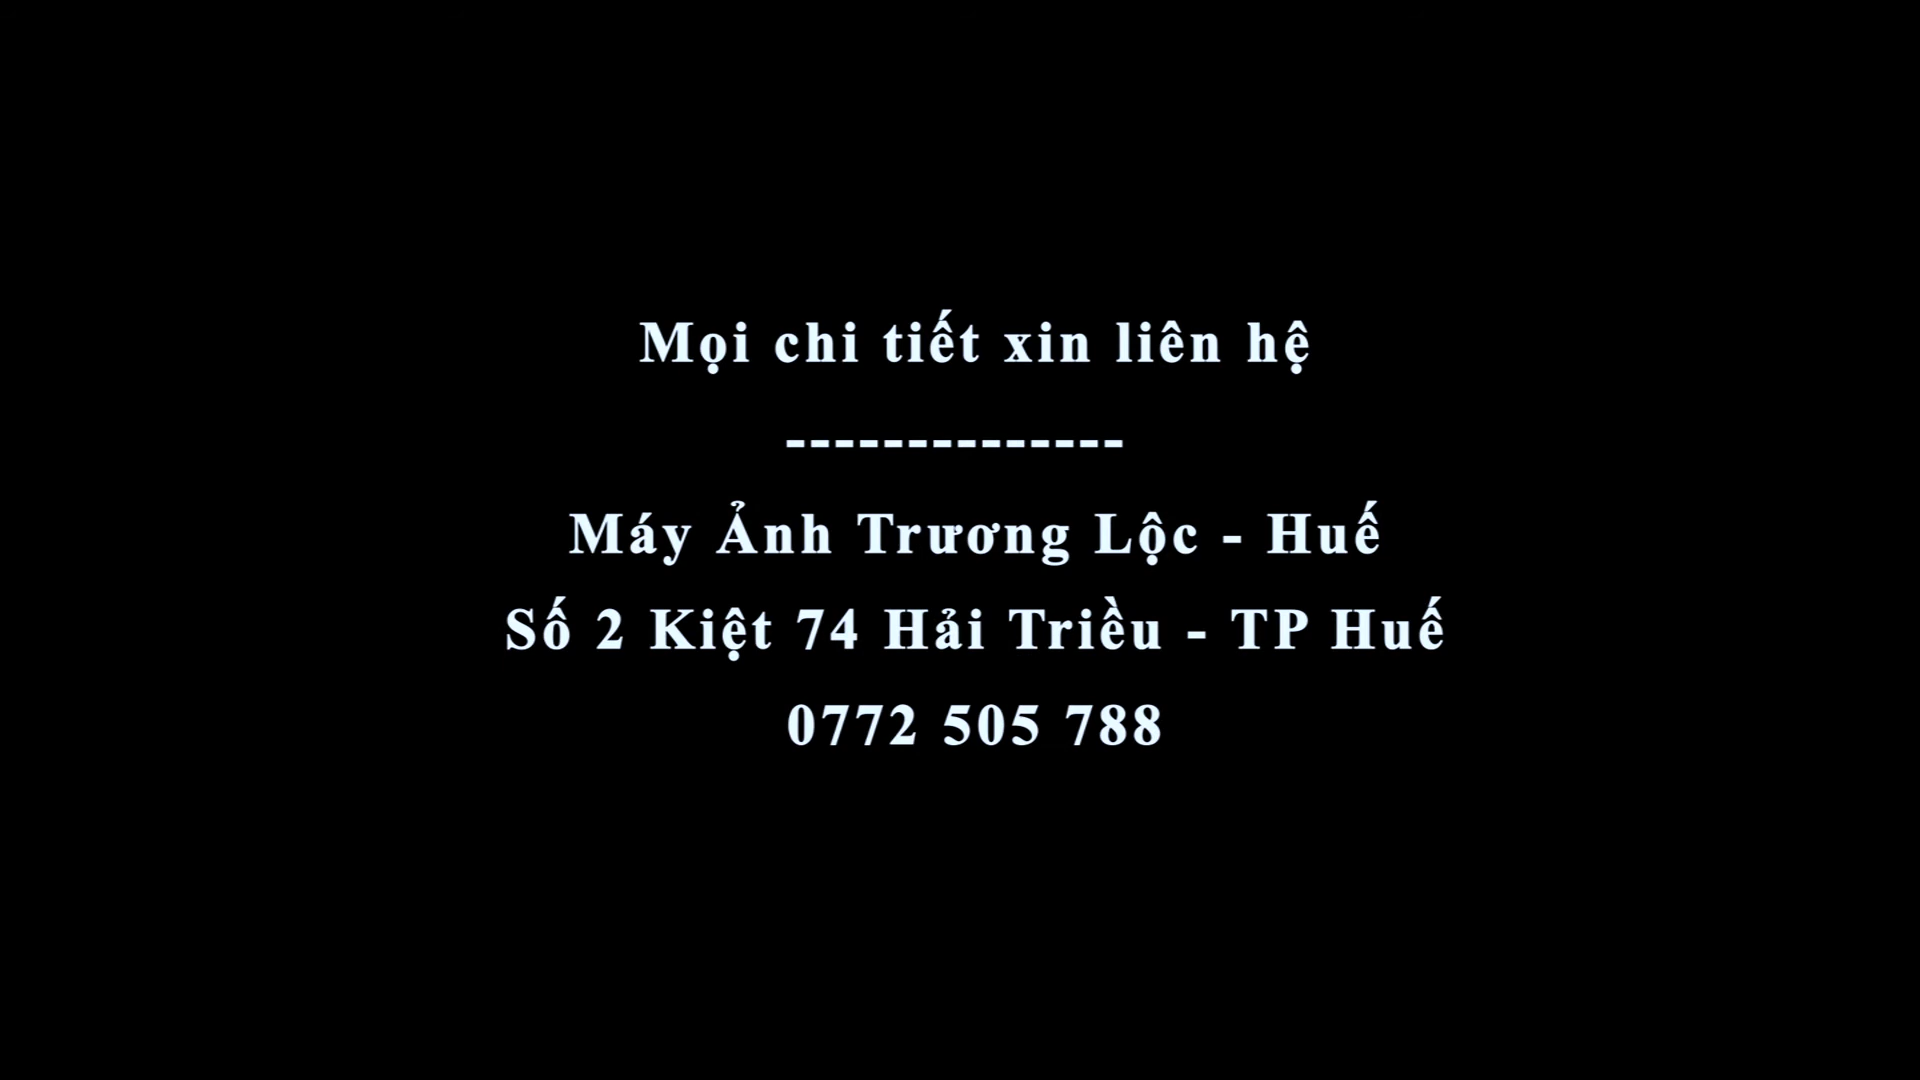 Mọi chi tiết xin liên hệ
--------------
Máy Ảnh Trương Lộc - Huế
Số 2 Kiệt 74 Hải Triều - TP Huế
0772 505 788